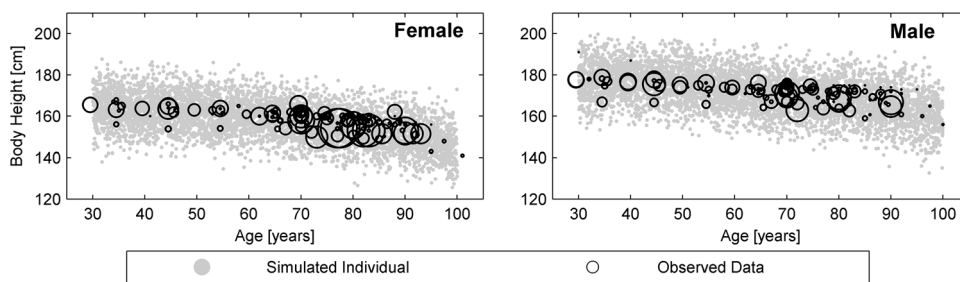 Female
Male
Body Height [cm]
200
180
160
140
120
30 40 50 60 70 80 90 100
Age [years]
200
180
160
140
120
30 40 50 60 70 80 90 100
Age [years]
Simulated Individual
Observed Data